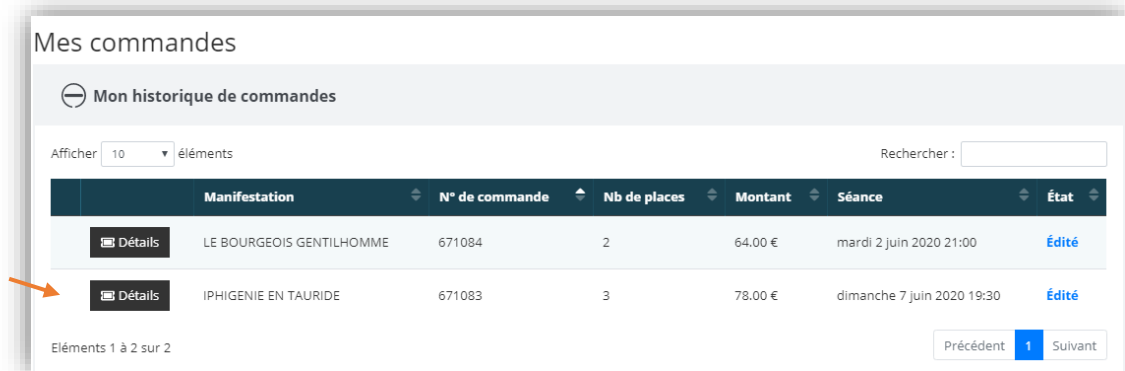 Mes commandes
Mon historique de commandes
Afficher 10 éléments Rechercher :
Manifestation N° de commande Nb de places Montant Séance État
Détails LE BOURGEOIS GENTILHOMME 671084 2 64.00 € mardi 2 juin 2020 21:00 Édité
Détails IPHIGENIE EN TAURIDE 671083 3 78.00 € dimanche 7 juin 2020 19:30 Édité
Eléments 1 à 2 sur 2 Précédent 1 Suivant